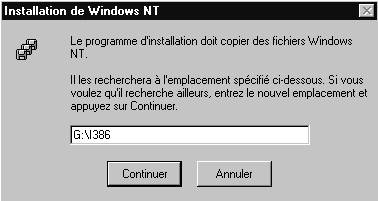 Installation de Windows NT
Le programme d'installation doit copier des fichiers Windows
NT.
Il les recherchera à l'emplacement spécifié ci-dessous. Si vous
voulez qu'il recherche ailleurs, entrez le nouvel emplacement et
appuyez sur Continuer.
G:\I386
Continuer
Annuler